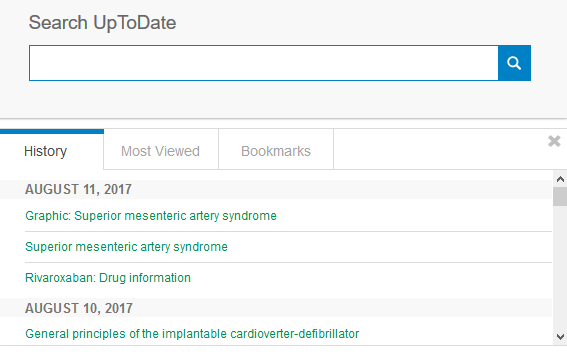 Search UpToDate
History
Most Viewed
Bookmarks
AUGUST 11, 2017
Graphic: Superior mesenteric artery syndrome
Superior mesenteric artery syndrome
Rivaroxaban: Drug information
AUGUST 10, 2017
General principles of the implantable cardioverter-defibrillator